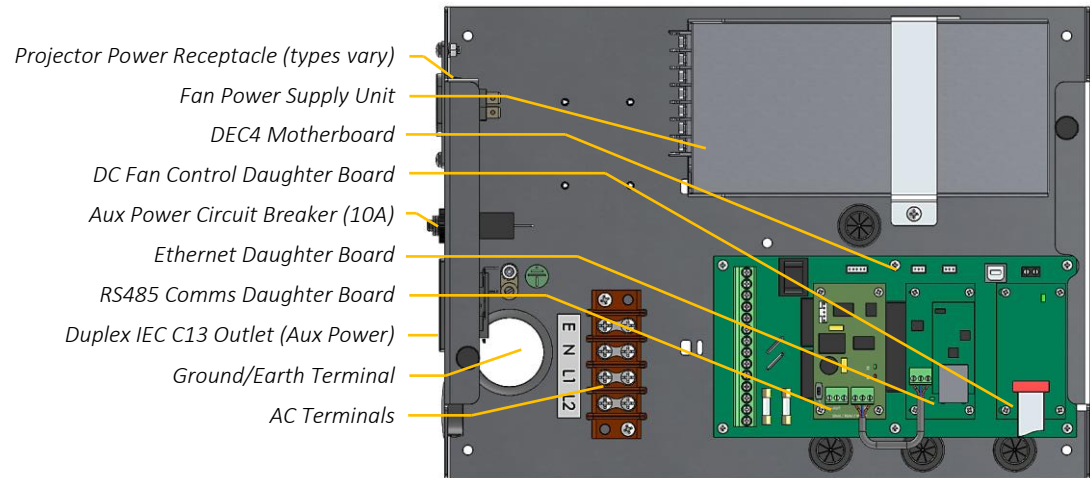 Projector Power Receptacle (types vary)
Fan Power Supply Unit
DEC4 Motherboard
DC Fan Control Daughter Board
Aux Power Circuit Breaker (10A)
Ethernet Daughter Board
RS485 Comms Daughter Board
Duplex IEC C13 Outlet (Aux Power)
Ground/Earth Terminal
AC Terminals
E N L1 L2